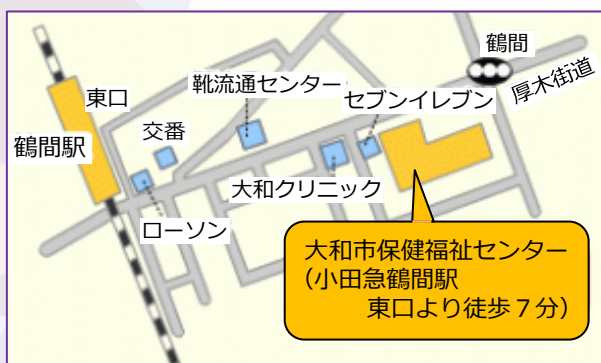 鶴間
厚木街道
靴流通センター
セブンイレブン
東口
交番
鶴間駅
大和クリニック
ローソン
大和市保健福祉センター
(小田急鶴間駅
東口より徒歩７分)